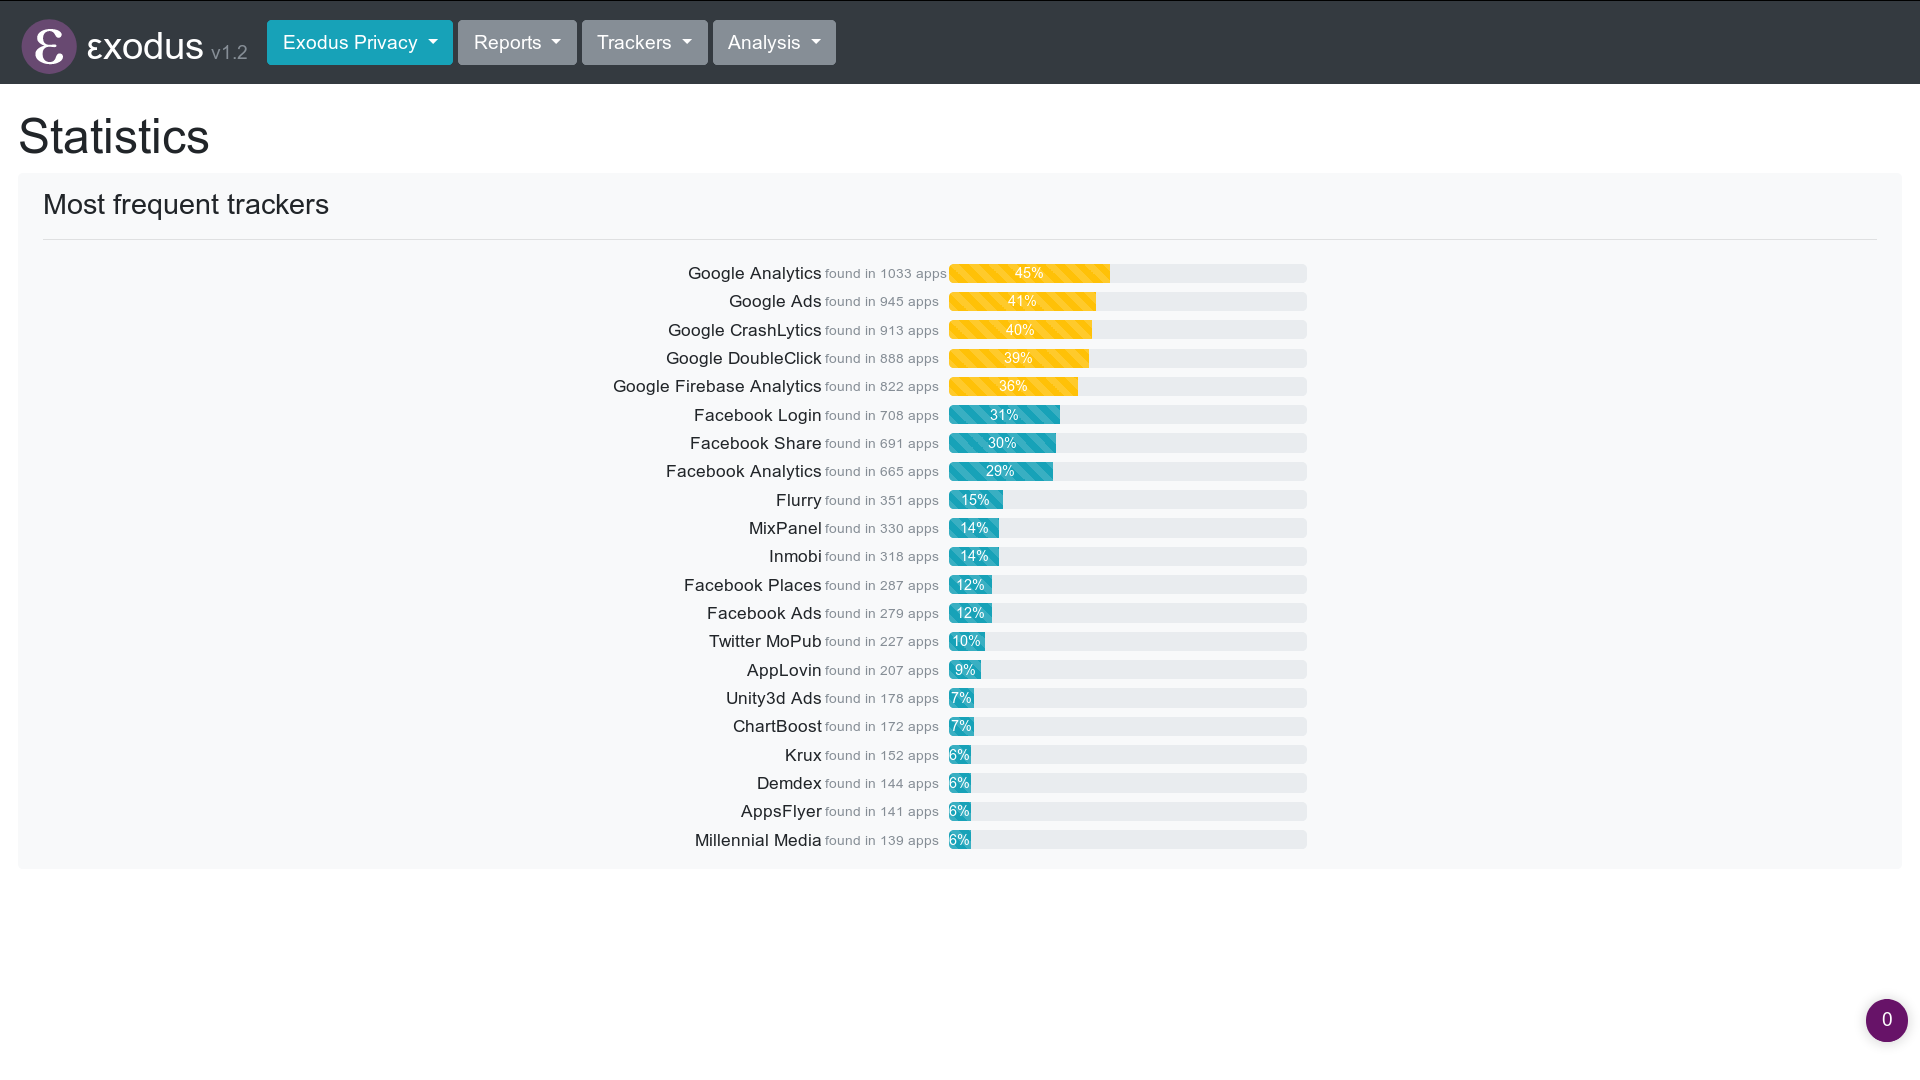 ε εxodus v1.2 Exodus Privacy Reports Trackers Analysis
Statistics
Most frequent trackers
Google Analytics found in 1033 apps 45%
Google Ads found in 945 apps 41%
Google CrashLytics found in 913 apps 40%
Google DoubleClick found in 888 apps 39%
Google Firebase Analytics found in 822 apps 36%
Facebook Login found in 708 apps 31%
Facebook Share found in 691 apps 30%
Facebook Analytics found in 665 apps 29%
Flurry found in 351 apps 15%
MixPanel found in 330 apps 14%
Inmobi found in 318 apps 14%
Facebook Places found in 287 apps 12%
Facebook Ads found in 279 apps 12%
Twitter MoPub found in 227 apps 10%
AppLovin found in 207 apps 9%
Unity3d Ads found in 178 apps 7%
ChartBoost found in 172 apps 7%
Krux found in 152 apps 6%
Demdex found in 144 apps 6%
AppsFlyer found in 141 apps 6%
Millennial Media found in 139 apps 6%
0